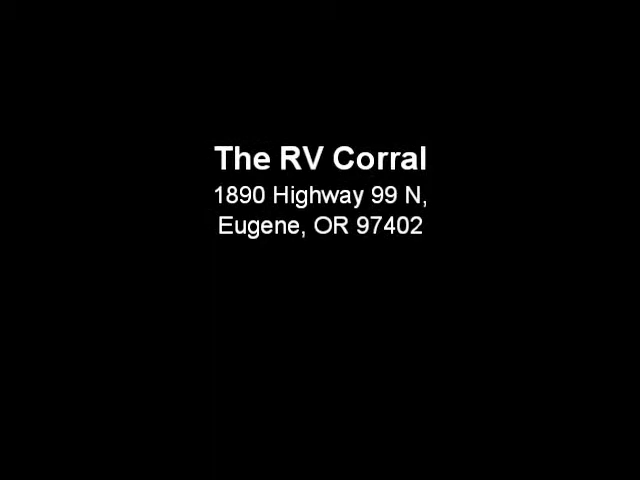 The RV Corral
1890 Highway 99 N,
Eugene, OR 97402